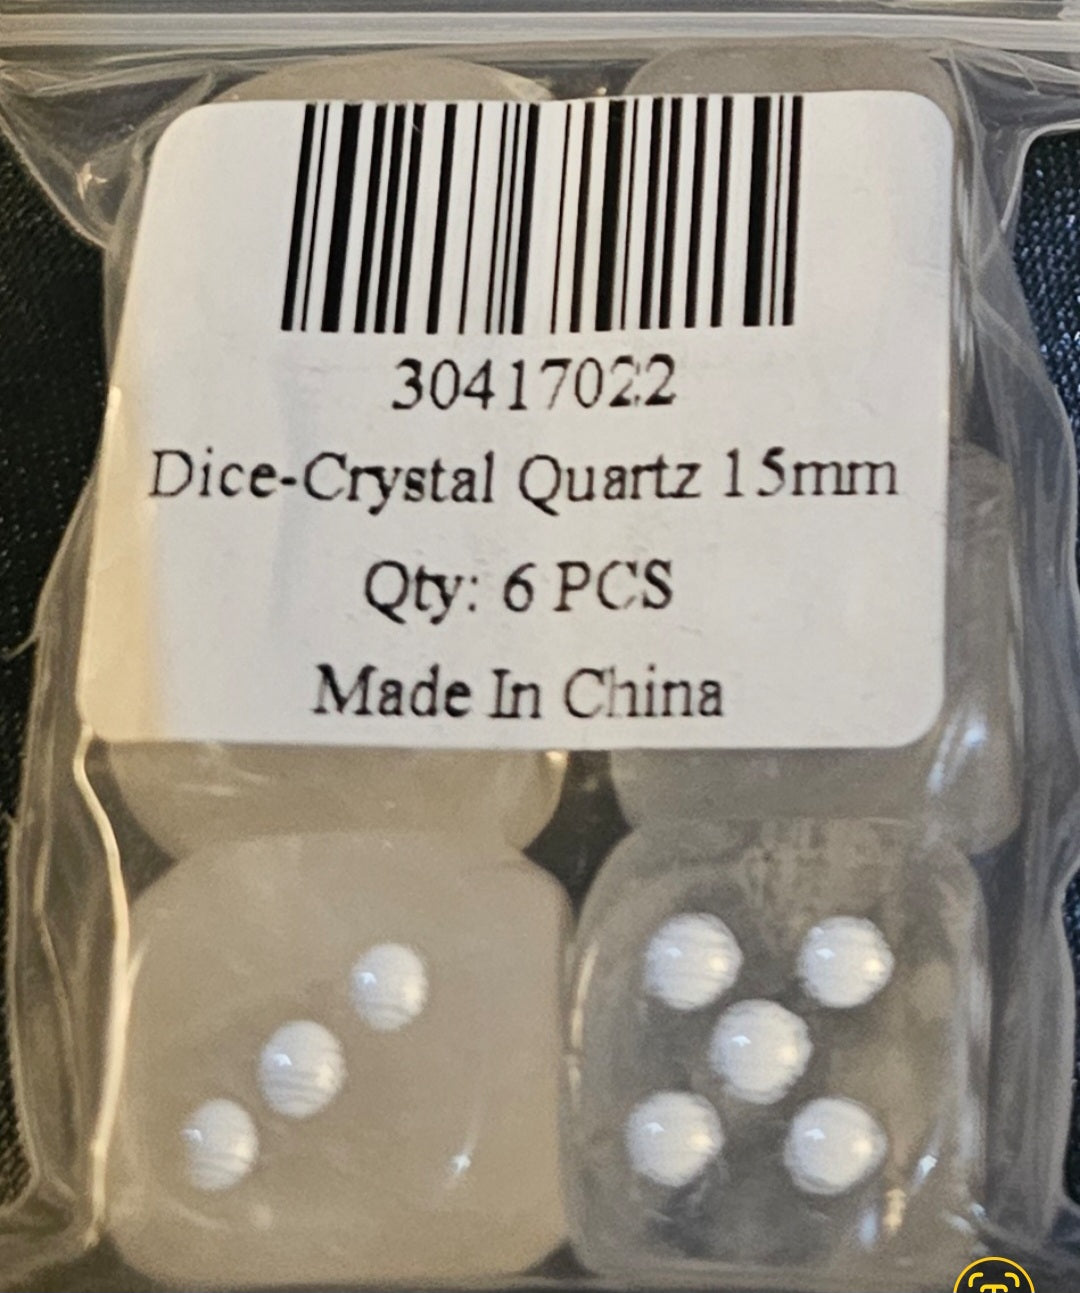 30417022
Dice-Crystal Quartz 15mm
Qty: 6 PCS
Made In China